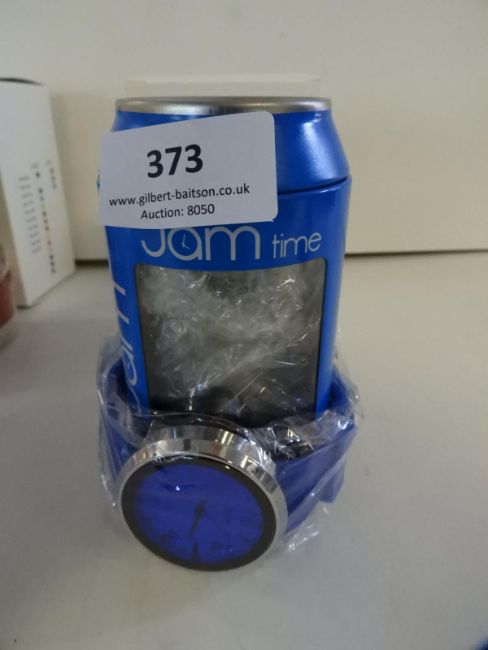 373
www.gilbert-baitson.co.uk
Auction: 8050
Jam time